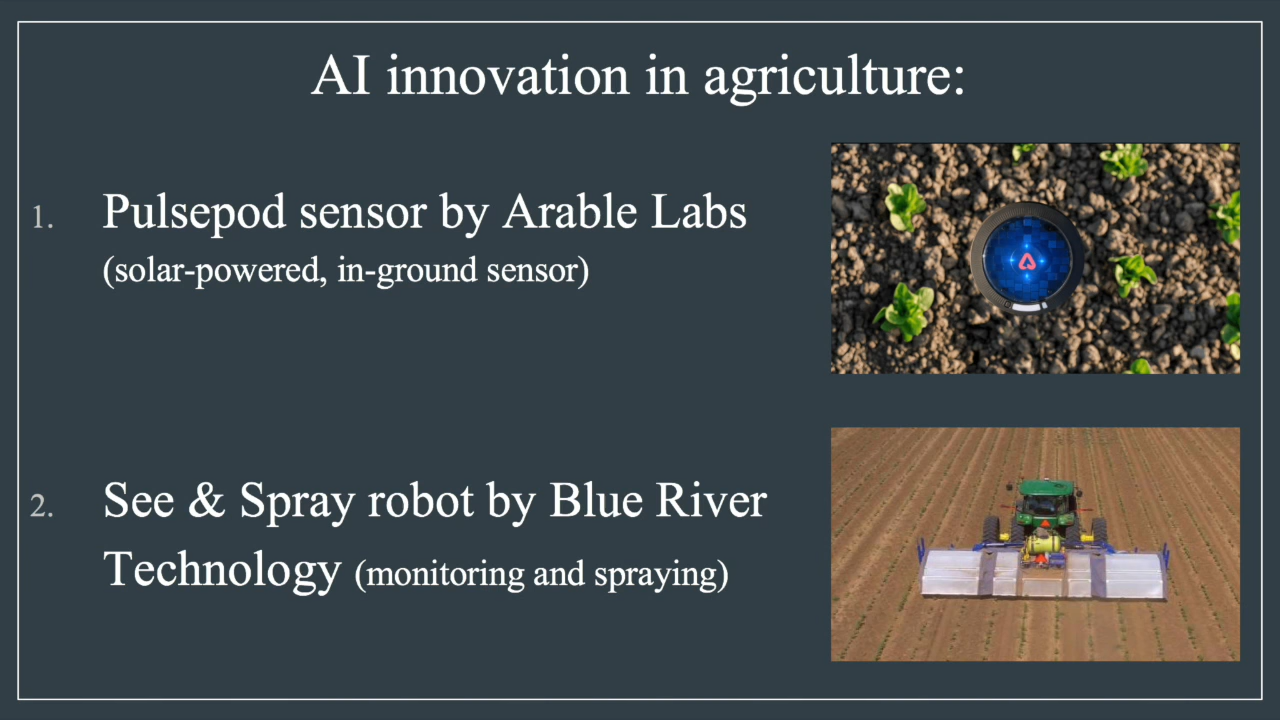 AI innovation in agriculture:
1. Pulsepod sensor by Arable Labs
(solar-powered, in-ground sensor)
2. See & Spray robot by Blue River
Technology (monitoring and spraying)